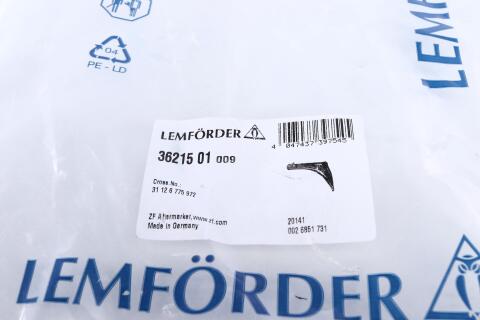 LEMFÖRDER
04
PE-LD
LEMFÖRDER
36215 01 009
4 047437 397545
Cross.No.:
31 12 6 775 972
ZF Aftermarket,www.zf.com
Made in Germany
20141
002 6951 731
LEMFÖRDER